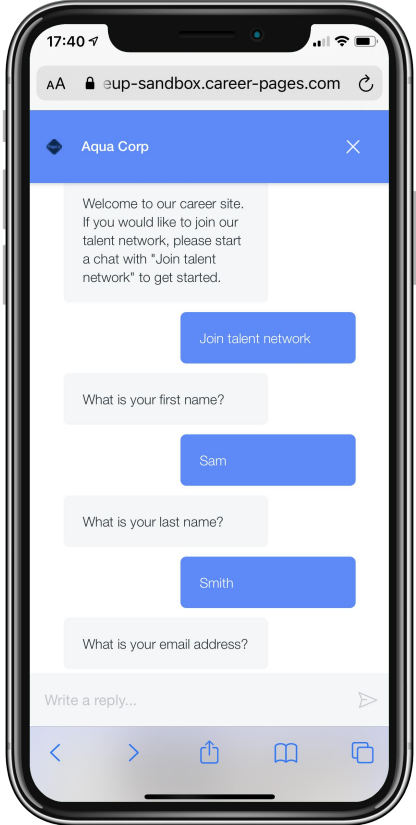 17:40
AA eup-sandbox.career-pages.com
Aqua Corp
Welcome to our career site.
If you would like to join our
talent network, please start
a chat with "Join talent
network" to get started.
Join talent network
What is your first name?
Sam
What is your last name?
Smith
What is your email address?
Write a reply...